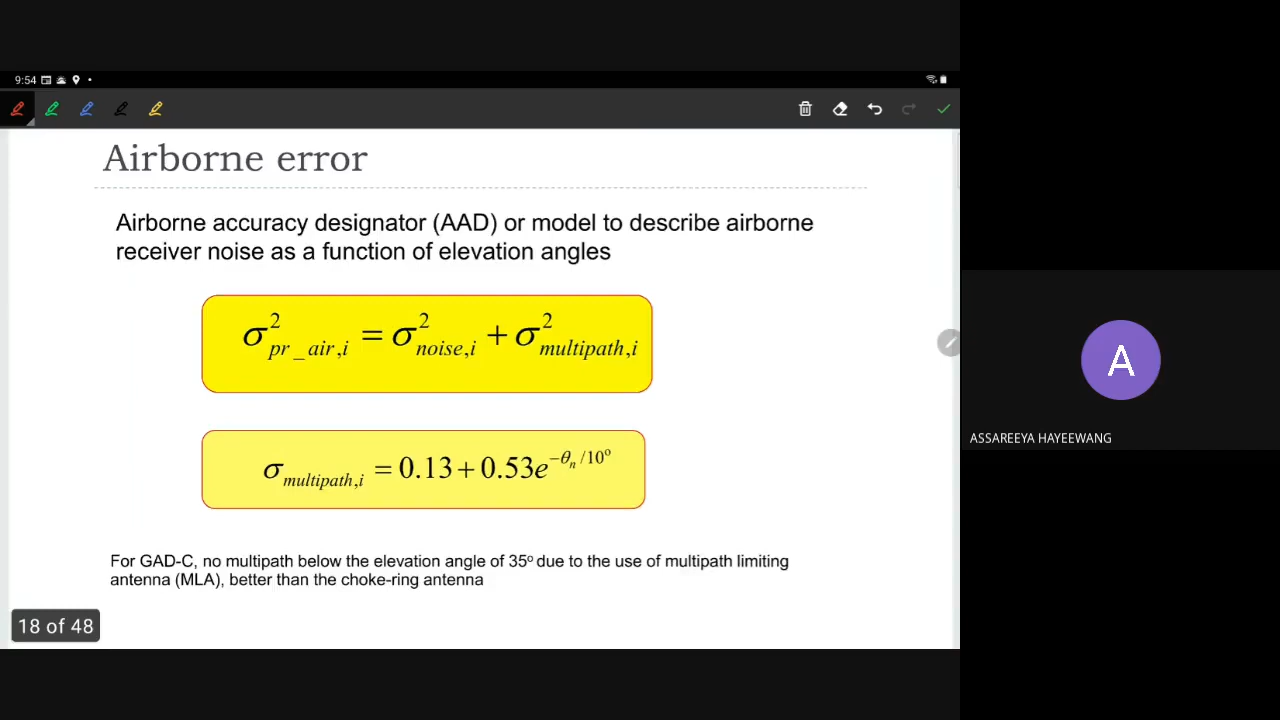 9:54
Airborne error
Airborne accuracy designator (AAD) or model to describe airborne
receiver noise as a function of elevation angles
σ²pr_air,i = σ²noise,i + σ²multipath,i
σmultipath,i = 0.13 + 0.53e^(−θn/10°)
For GAD-C, no multipath below the elevation angle of 35° due to the use of multipath limiting
antenna (MLA), better than the choke-ring antenna
18 of 48
A
ASSAREEYA HAYEEWANG